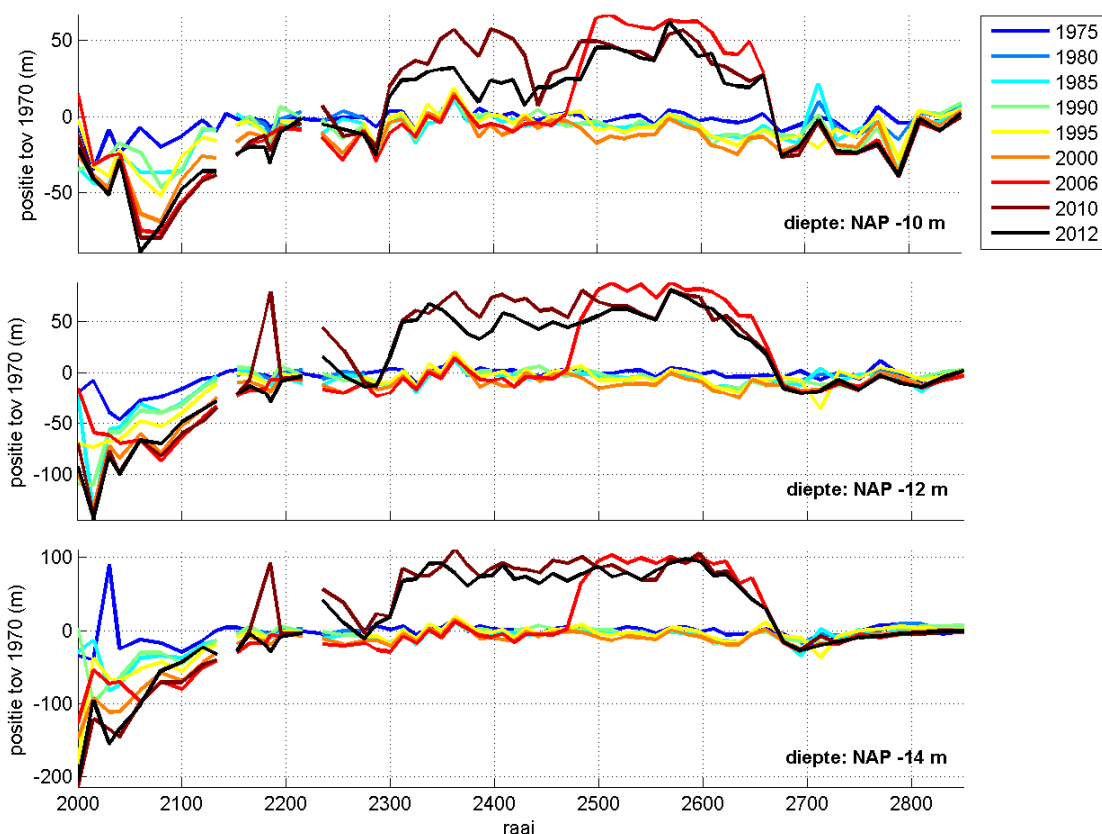 50
0
-50
positie tov 1970 (m)
diepte: NAP -10 m
1975
1980
1985
1990
1995
2000
2006
2010
2012
50
0
-50
-100
positie tov 1970 (m)
diepte: NAP -12 m
100
0
-100
-200
positie tov 1970 (m)
diepte: NAP -14 m
2000 2100 2200 2300 2400 2500 2600 2700 2800
raai